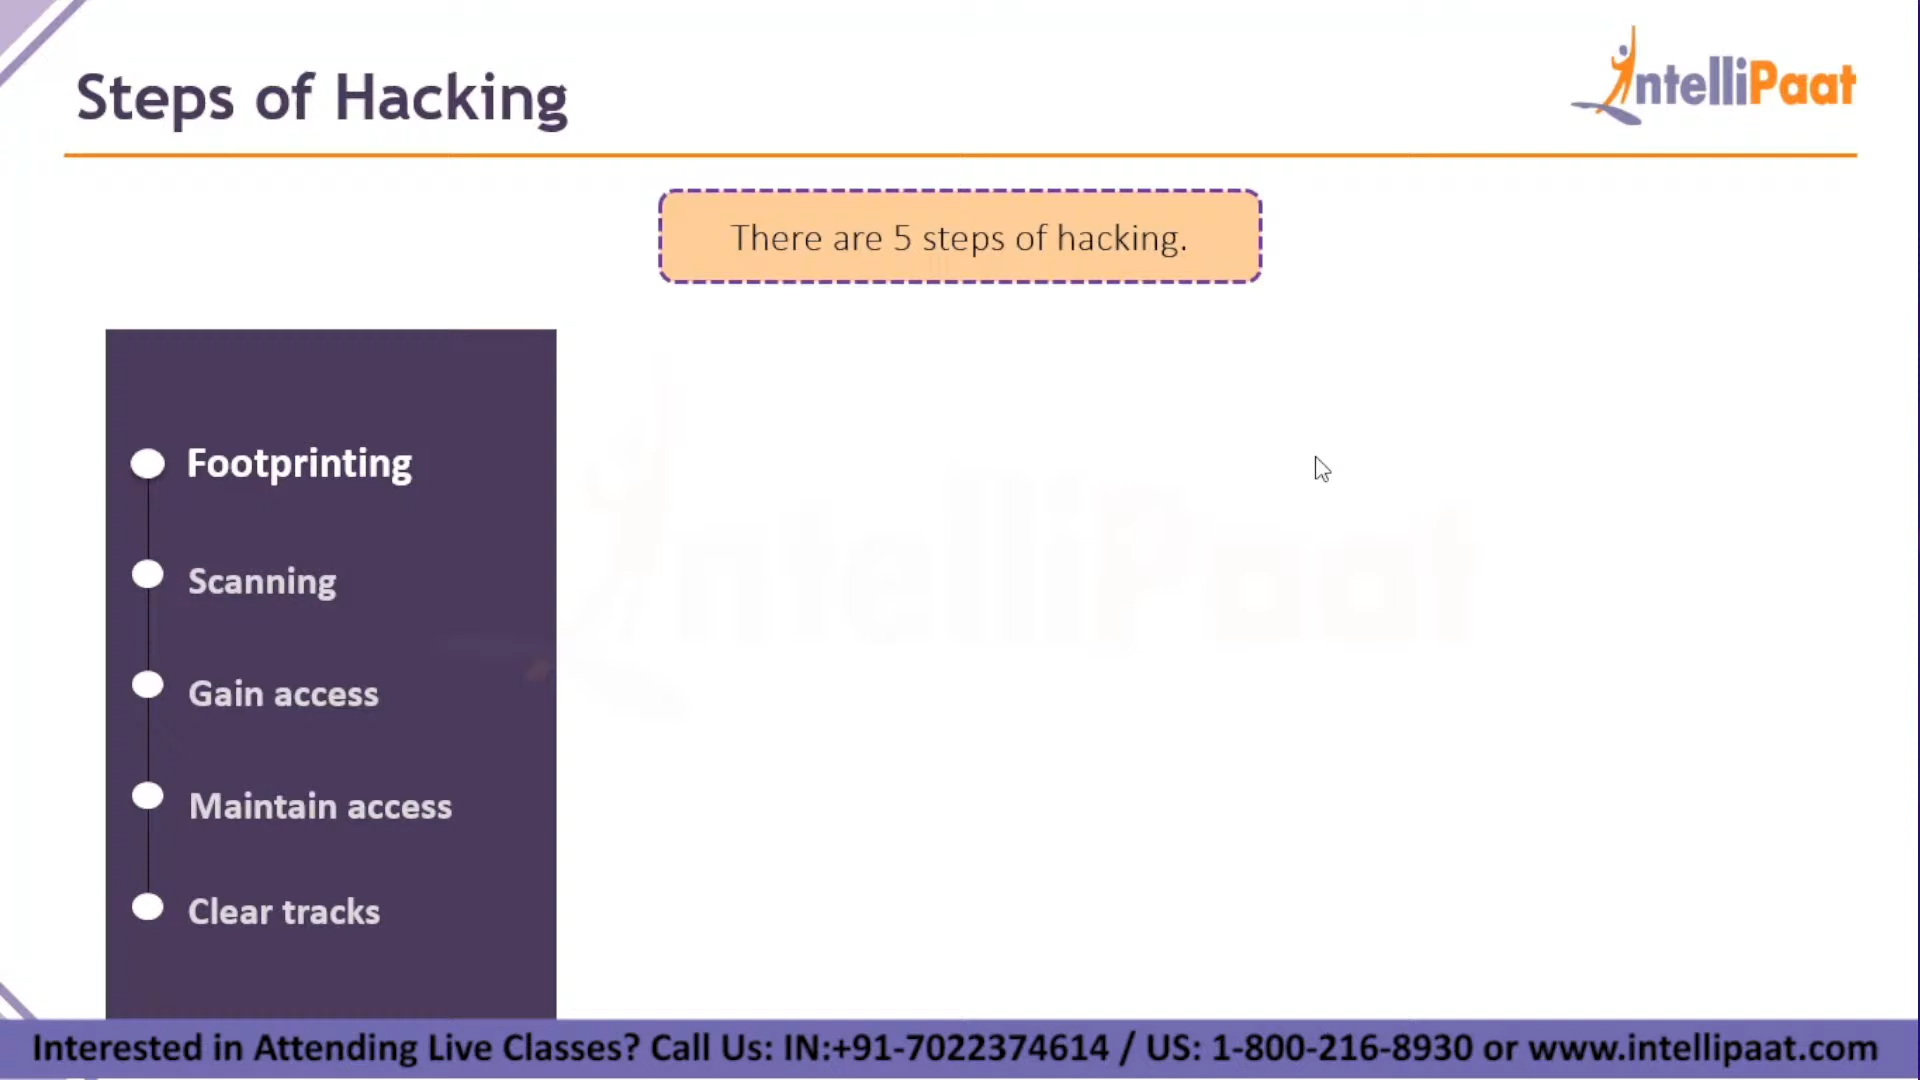 Steps of Hacking
IntelliPaat
There are 5 steps of hacking.
Footprinting
Scanning
Gain access
Maintain access
Clear tracks
IntelliPaat
Interested in Attending Live Classes? Call Us: IN:+91-7022374614 / US: 1-800-216-8930 or www.intellipaat.com